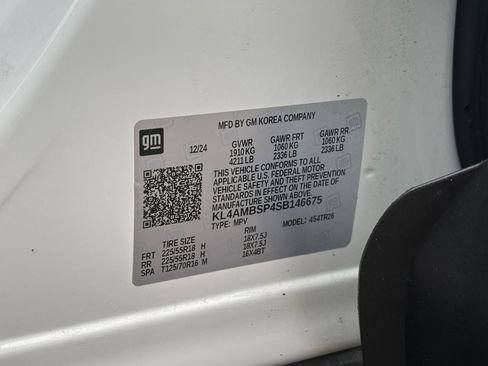 MFD BY GM KOREA COMPANY
gm
12/24 GVWR GAWR FRT GAWR RR
1910 KG 1060 KG 1060 KG
4211 LB 2336 LB 2336 LB
THIS VEHICLE CONFORMS TO ALL
APPLICABLE U.S. FEDERAL MOTOR
VEHICLE SAFETY AND THEFT
PREVENTION STANDARDS IN EFFECT
ON THE DATE OF MANUFACTURE
SHOWN ABOVE.
KL4AMBSP4SB146675
TYPE: MPV MODEL: 4S4TR26
TIRE SIZE RIM
FRT 225/55R18 H 18X7.5J
RR 225/55R18 H 18X7.5J
SPA T125/70R16 M 16X4BT